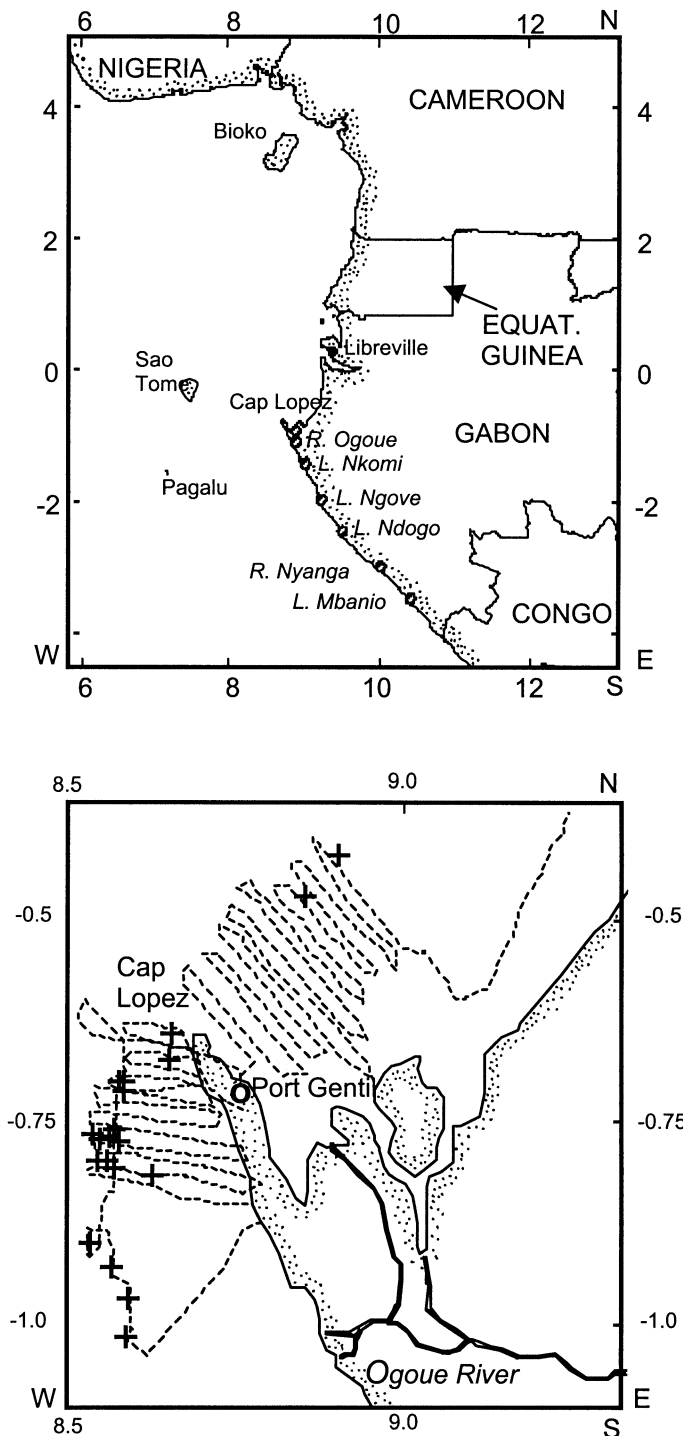 6 8 10 N
NIGERIA
CAMEROON
4 4
Bioko
2 2
EQUAT.
GUINEA
Libreville
Sao
Tome
0 0
Cap Lopez
GABON
R. Ogoue
L. Nkomi
Pagalu
L. Ngove
-2 -2
L. Ndogo
R. Nyanga
L. Mbanio
CONGO
W E
6 8 10 12 S
8.5 9.0 N
-0.5 -0.5
Cap
Lopez
Port Gentil
-0.75 -0.75
-1.0 -1.0
Ogoue River
W E
8.5 9.0 S